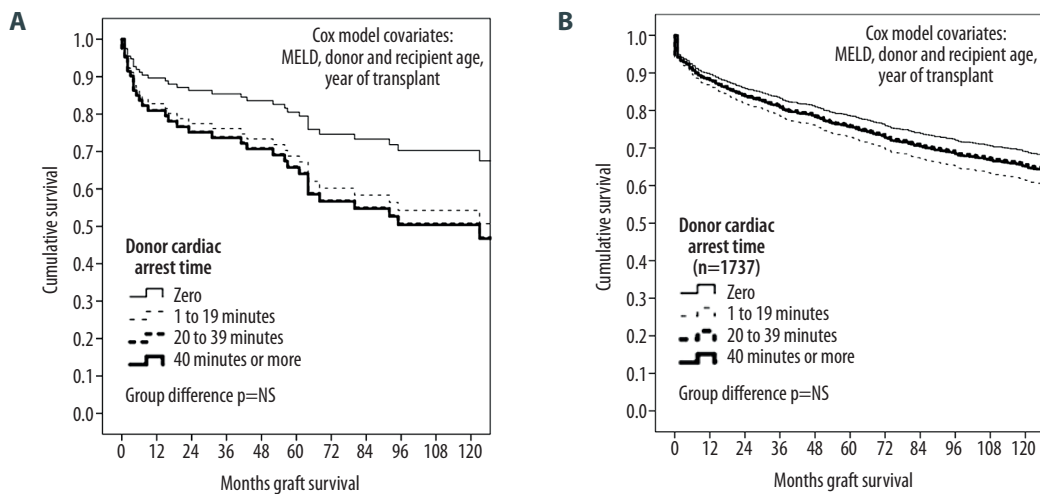 A
Cox model covariates:
MELD, donor and recipient age,
year of transplant
Cumulative survival
1.0
0.9
0.8
0.7
0.6
0.5
0.4
0.3
0.2
0.1
0.0
Donor cardiac
arrest time
Zero
1 to 19 minutes
20 to 39 minutes
40 minutes or more
Group difference p=NS
0 12 24 36 48 60 72 84 96 108 120
Months graft survival
B
Cox model covariates:
MELD, donor and recipient age,
year of transplant
Cumulative survival
1.0
0.9
0.8
0.7
0.6
0.5
0.4
0.3
0.2
0.1
0.0
Donor cardiac
arrest time
(n=1737)
Zero
1 to 19 minutes
20 to 39 minutes
40 minutes or more
Group difference p=NS
0 12 24 36 48 60 72 84 96 108 120
Months graft survival